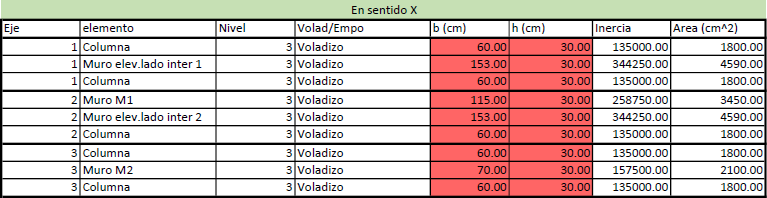 En sentido X
Eje elemento Nivel Volad/Empo b (cm) h (cm) Inercia Area (cm^2)
1 Columna 3 Voladizo 60.00 30.00 135000.00 1800.00
1 Muro elev.lado inter 1 3 Voladizo 153.00 30.00 344250.00 4590.00
1 Columna 3 Voladizo 60.00 30.00 135000.00 1800.00
2 Muro M1 3 Voladizo 115.00 30.00 258750.00 3450.00
2 Muro elev.lado inter 2 3 Voladizo 153.00 30.00 344250.00 4590.00
2 Columna 3 Voladizo 60.00 30.00 135000.00 1800.00
3 Columna 3 Voladizo 60.00 30.00 135000.00 1800.00
3 Muro M2 3 Voladizo 70.00 30.00 157500.00 2100.00
3 Columna 3 Voladizo 60.00 30.00 135000.00 1800.00